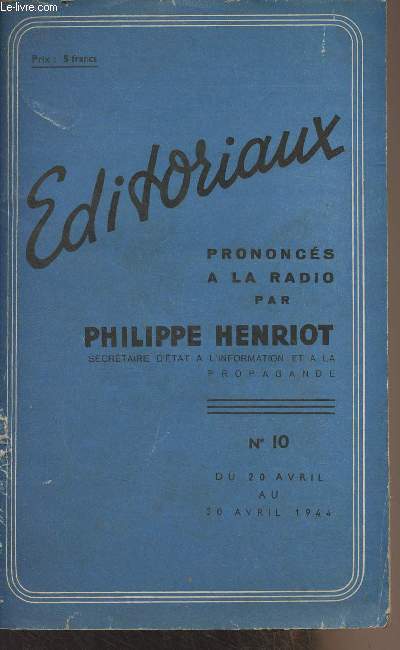 Le-livre.com
Prix : 5 francs
Editoriaux
PRONONCÉS
A LA RADIO
PAR
PHILIPPE HENRIOT
SECRÉTAIRE D'ÉTAT A L'INFORMATION ET A LA
PROPAGANDE
N° 10
DU 20 AVRIL
AU
30 AVRIL 1944